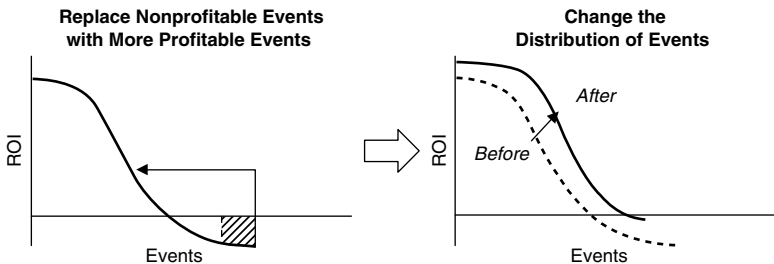 Replace Nonprofitable Events
with More Profitable Events
ROI
Events
Change the
Distribution of Events
ROI
After
Before
Events